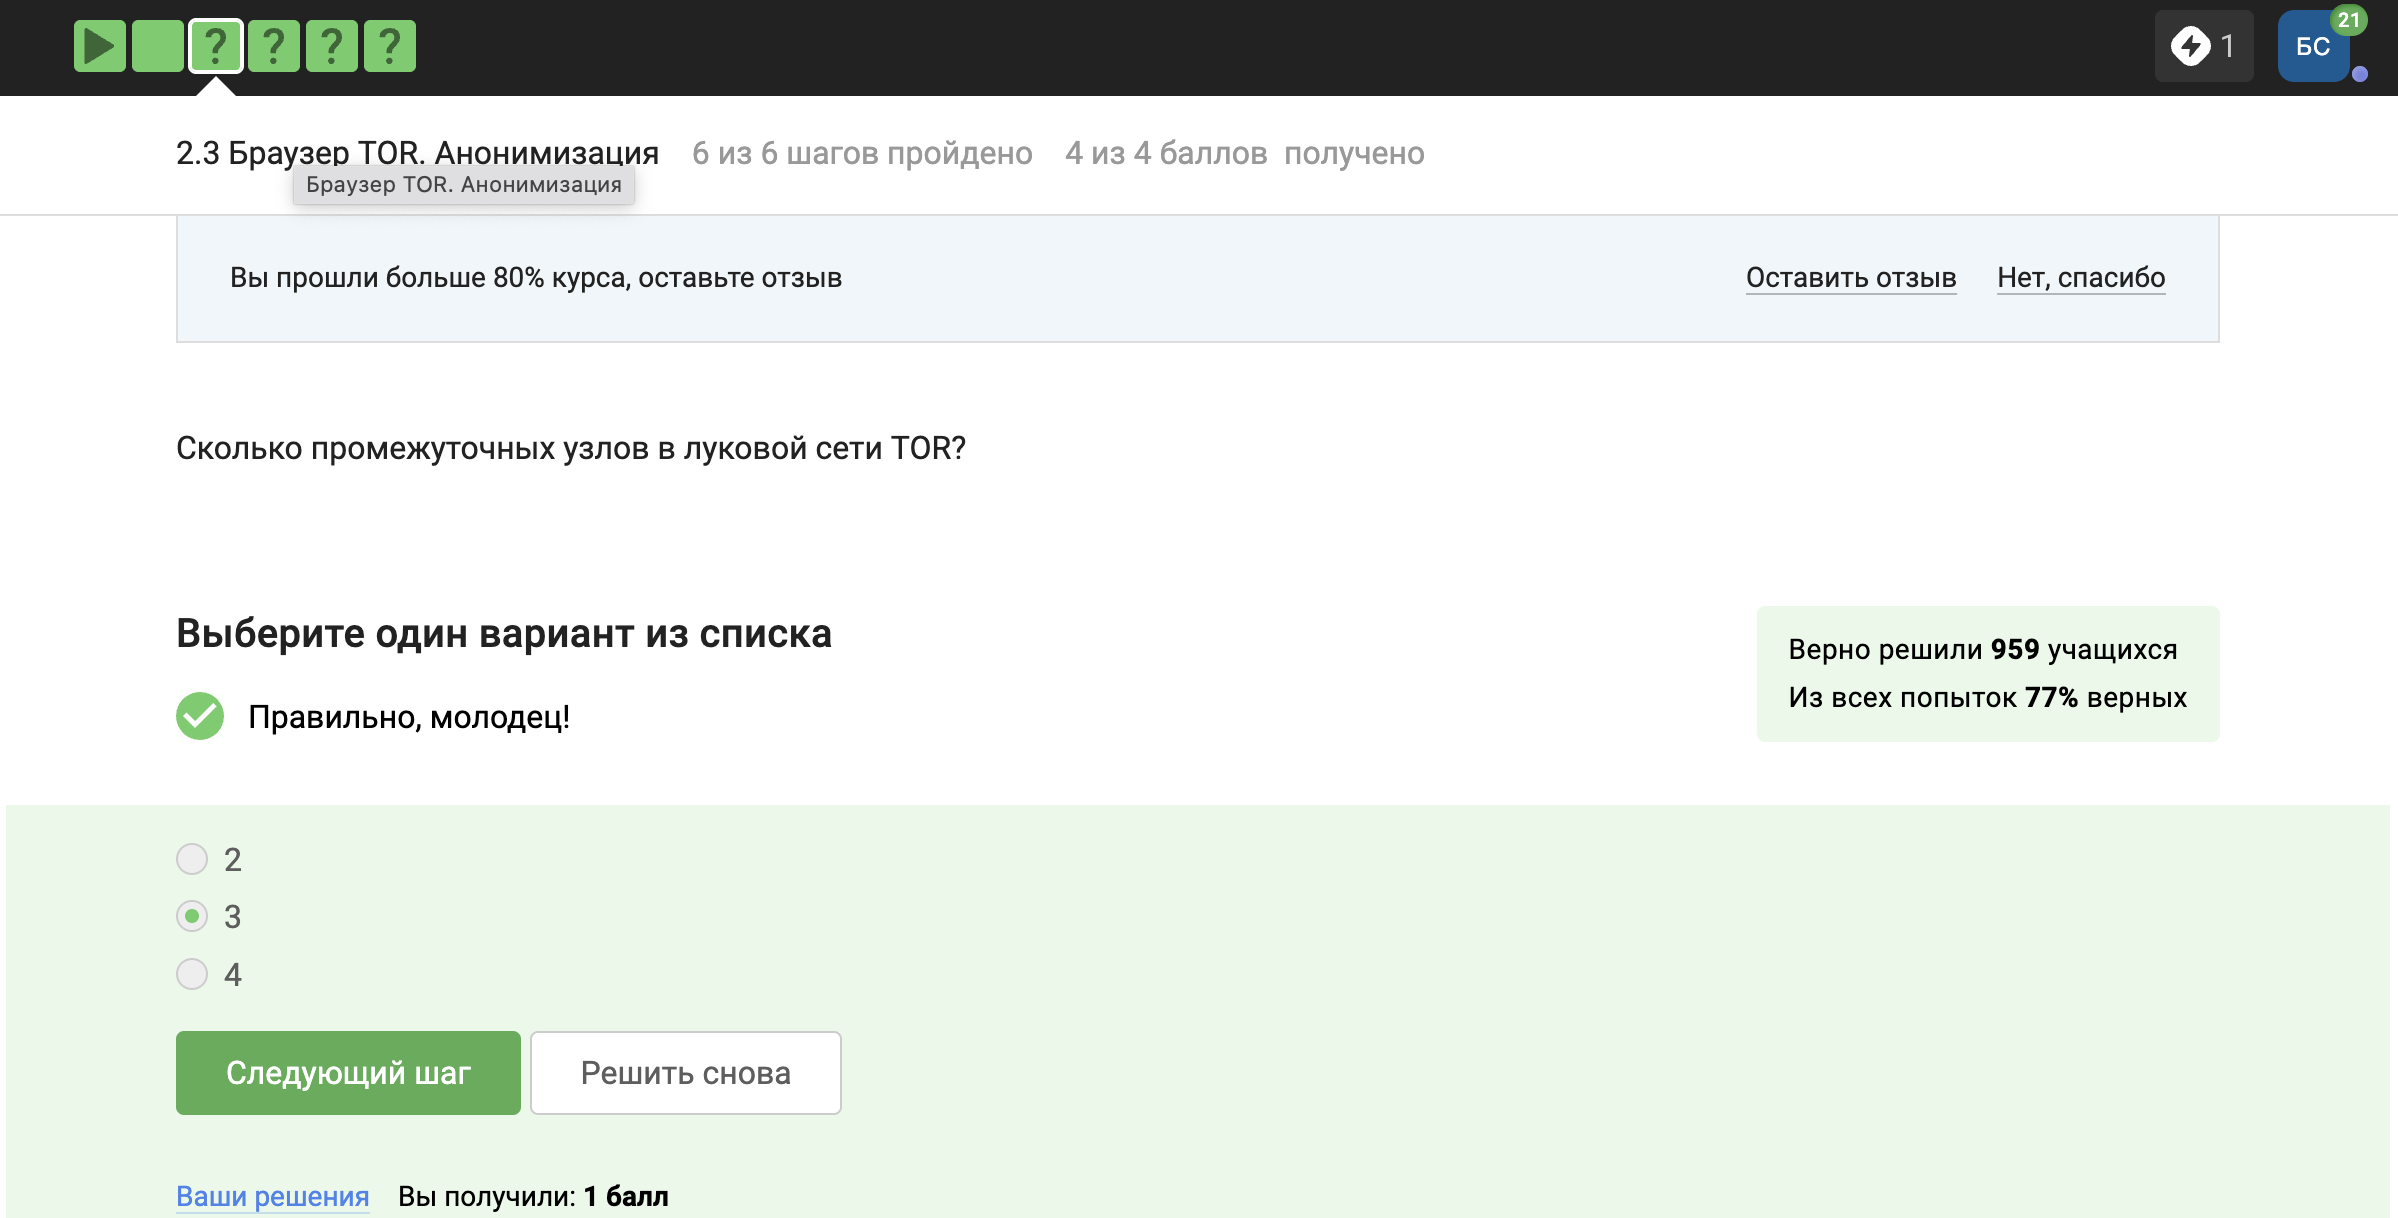 ? ? ? ?
1
БС
21
2.3 Браузер TOR. Анонимизация 6 из 6 шагов пройдено 4 из 4 баллов получено
Браузер TOR. Анонимизация
Вы прошли больше 80% курса, оставьте отзыв Оставить отзыв Нет, спасибо
Сколько промежуточных узлов в луковой сети TOR?
Выберите один вариант из списка
Правильно, молодец!
Верно решили 959 учащихся
Из всех попыток 77% верных
2
3
4
Следующий шаг Решить снова
Ваши решения Вы получили: 1 балл